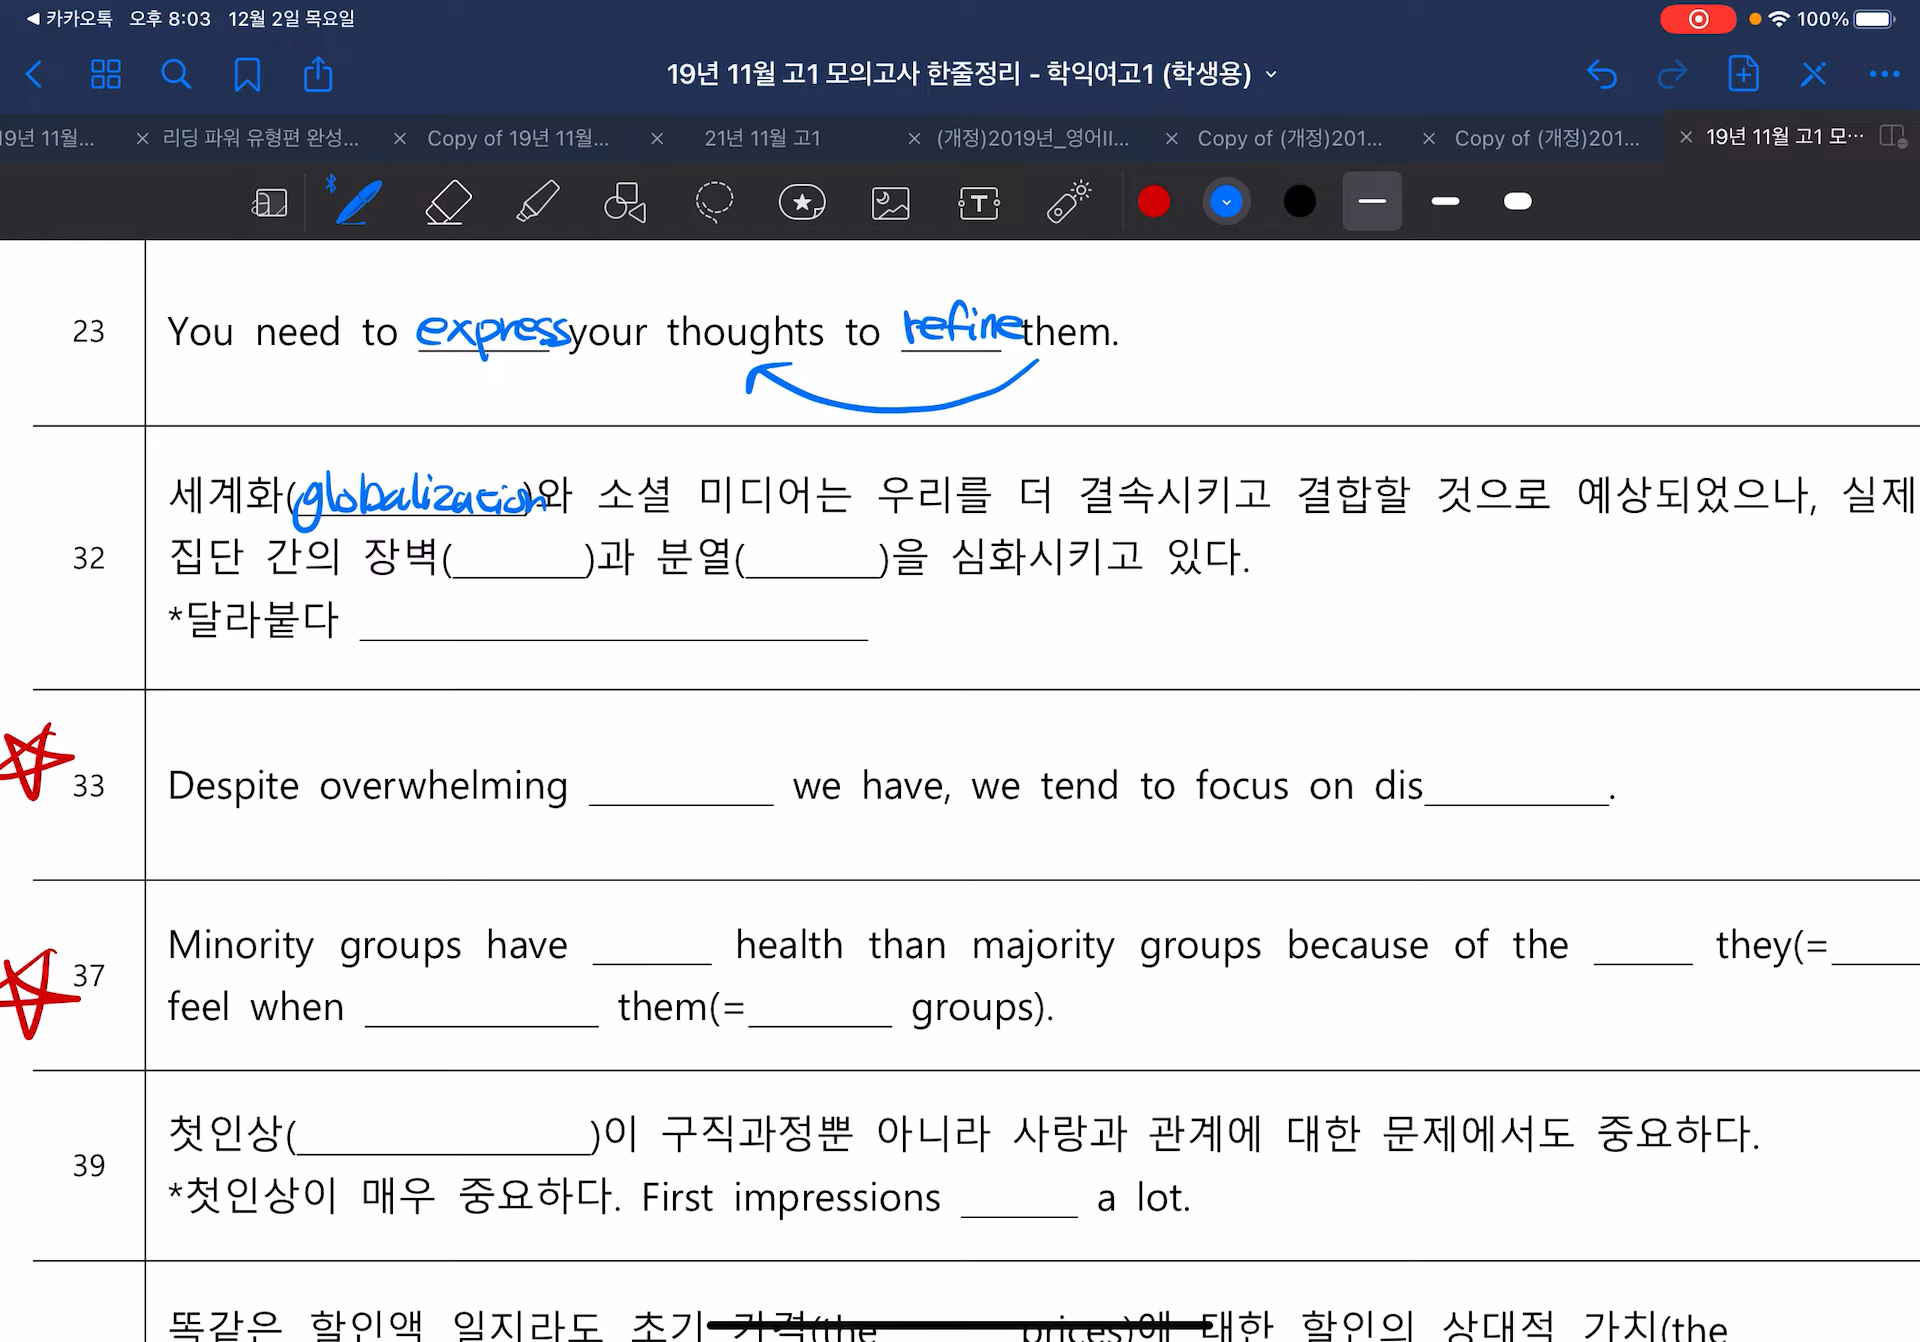 카카오톡 오후 8:03 12월 2일 목요일 100%
19년 11월 고1 모의고사 한줄정리 - 학익여고1 (학생용)
19년 11월... 리딩 파워 유형편 완성... Copy of 19년 11월... 21년 11월 고1 (개정)2019년_영어II... Copy of (개정)201... Copy of (개정)201... 19년 11월 고1 모...
23 You need to express your thoughts to refine them.
세계화(globalization)와 소셜 미디어는 우리를 더 결속시키고 결합할 것으로 예상되었으나, 실제
32 집단 간의 장벽(______)과 분열(______)을 심화시키고 있다.
*달라붙다 ______
33 Despite overwhelming ______ we have, we tend to focus on dis______.
37 Minority groups have ______ health than majority groups because of the ______ they(=______
feel when ______ them(=______ groups).
첫인상(______)이 구직과정뿐 아니라 사랑과 관계에 대한 문제에서도 중요하다.
39
*첫인상이 매우 중요하다. First impressions ______ a lot.
똑같은 할인액 일지라도 초기 가격(the prices)에 대한 할인의 상대적 가치(the